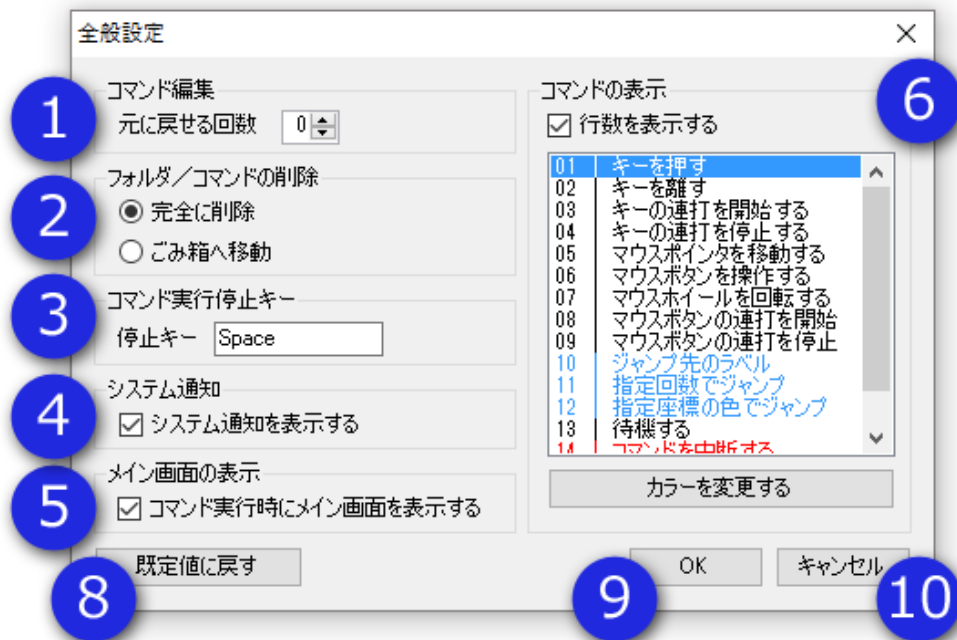 全般設定
1
コマンド編集
元に戻せる回数 0
2
フォルダ／コマンドの削除
完全に削除
ごみ箱へ移動
3
コマンド実行停止キー
停止キー Space
4
システム通知
システム通知を表示する
5
メイン画面の表示
コマンド実行時にメイン画面を表示する
6
コマンドの表示
行数を表示する
01 キーを押す
02 キーを離す
03 キーの連打を開始する
04 キーの連打を停止する
05 マウスポインタを移動する
06 マウスボタンを操作する
07 マウスホイールを回転する
08 マウスボタンの連打を開始
09 マウスボタンの連打を停止
10 ジャンプ先のラベル
11 指定回数でジャンプ
12 指定座標の色でジャンプ
13 待機する
14 コマンドを中断する
カラーを変更する
8
既定値に戻す
9
OK
キャンセル
10